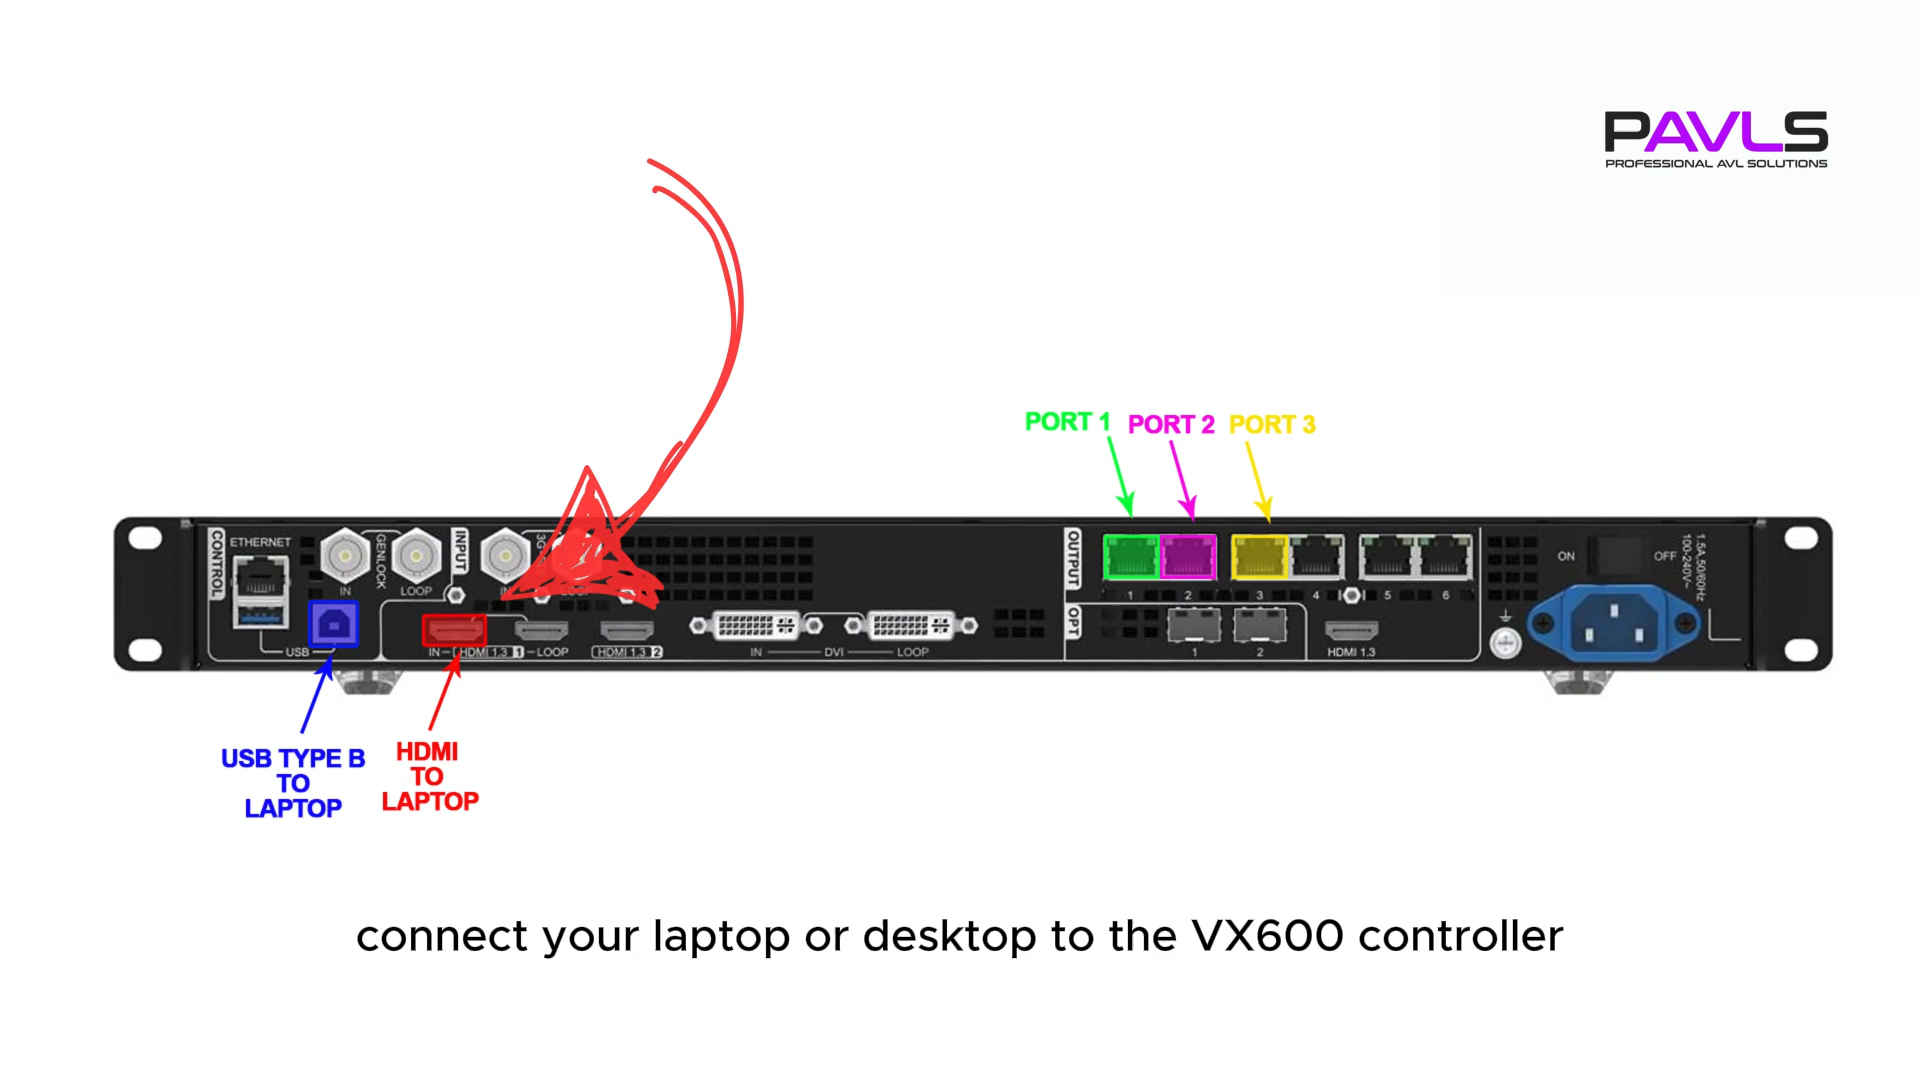 PAVLS
PROFESSIONAL AVL SOLUTIONS
PORT 1 PORT 2 PORT 3
CONTROL
ETHERNET
GENLOCK
IN
LOOP
USB
INPUT
IN
LOOP
IN HDMI 1.3 1 LOOP
HDMI 1.3 2
IN DVI LOOP
OUTPUT
1 2 3 4 5 6
OPT
1 2
HDMI 1.3
ON OFF
100-240V~
1.5A,50/60Hz
USB TYPE B
TO
LAPTOP
HDMI
TO
LAPTOP
connect your laptop or desktop to the VX600 controller